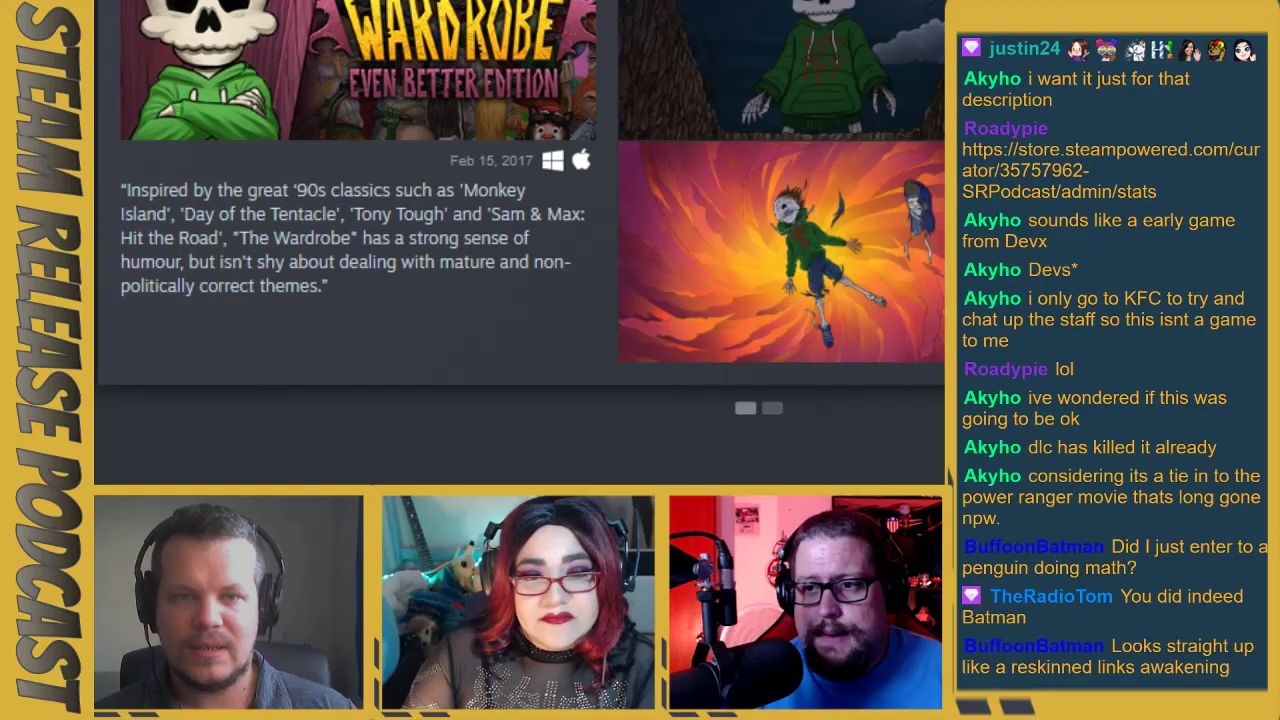 STEAM RELEASE PODCAST
WARDROBE
EVEN BETTER EDITION
Feb 15, 2017
“Inspired by the great ‘90s classics such as 'Monkey
Island', 'Day of the Tentacle', 'Tony Tough' and 'Sam & Max:
Hit the Road', "The Wardrobe" has a strong sense of
humour, but isn't shy about dealing with mature and non-
politically correct themes.”
justin24
Akyho i want it just for that
description
Roadypie
https://store.steampowered.com/cur
ator/35757962-
SRPodcast/admin/stats
Akyho sounds like a early game
from Devx
Akyho Devs*
Akyho i only go to KFC to try and
chat up the staff so this isnt a game
to me
Roadypie lol
Akyho ive wondered if this was
going to be ok
Akyho dlc has killed it already
Akyho considering its a tie in to the
power ranger movie thats long gone
npw.
BuffoonBatman Did I just enter to a
penguin doing math?
TheRadioTom You did indeed
Batman
BuffoonBatman Looks straight up
like a reskinned links awakening